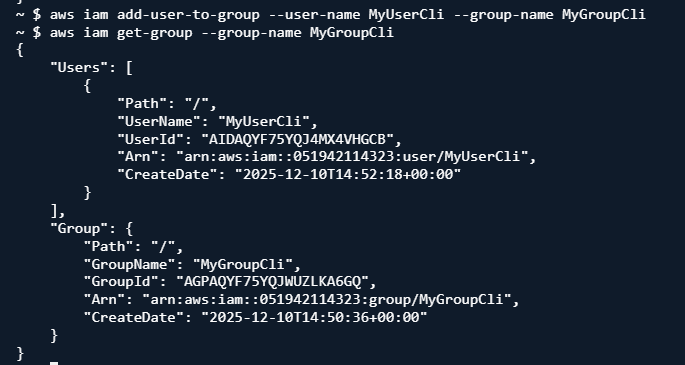 ~ $ aws iam add-user-to-group --user-name MyUserCli --group-name MyGroupCli
~ $ aws iam get-group --group-name MyGroupCli
{
    "Users": [
        {
            "Path": "/",
            "UserName": "MyUserCli",
            "UserId": "AIDAQYF75YQJ4MX4VHGCB",
            "Arn": "arn:aws:iam::051942114323:user/MyUserCli",
            "CreateDate": "2025-12-10T14:52:18+00:00"
        }
    ],
    "Group": {
        "Path": "/",
        "GroupName": "MyGroupCli",
        "GroupId": "AGPAQYF75YQJWUZLKA6GQ",
        "Arn": "arn:aws:iam::051942114323:group/MyGroupCli",
        "CreateDate": "2025-12-10T14:50:36+00:00"
    }
}